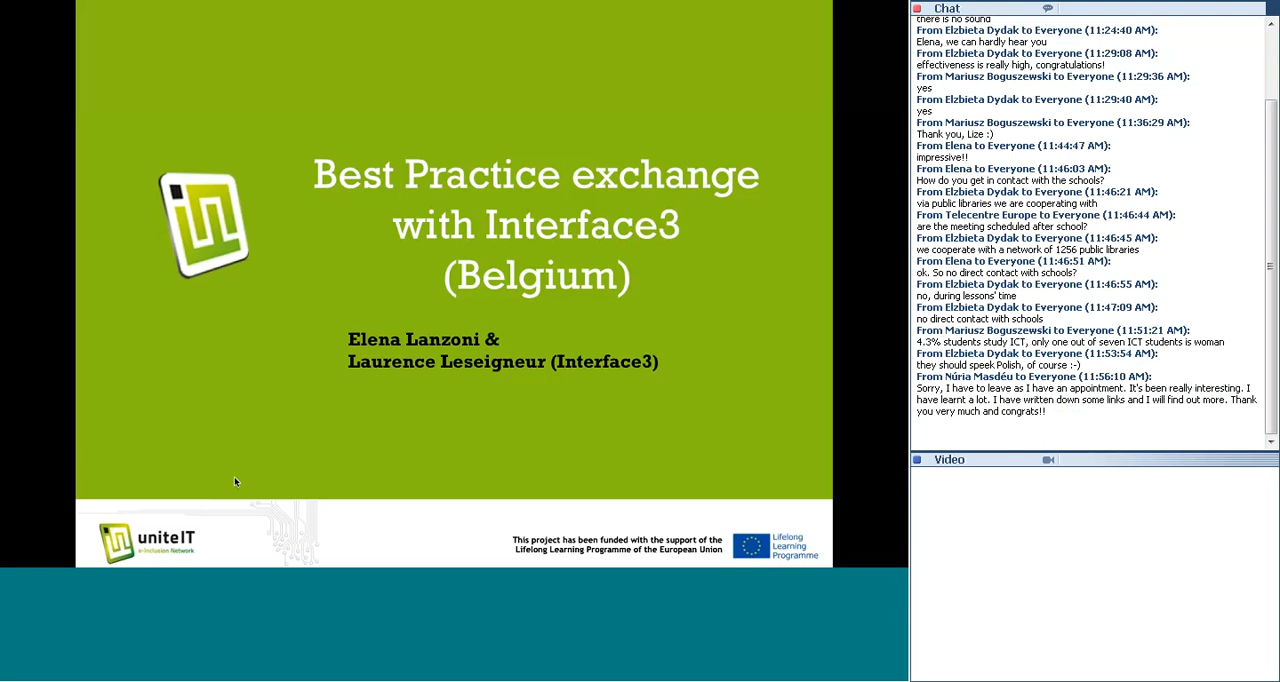 Best Practice exchange
with Interface3
(Belgium)
Elena Lanzoni &
Laurence Leseigneur (Interface3)
uniteIT
e-Inclusion Network
This project has been funded with the support of the
Lifelong Learning Programme of the European Union
Lifelong
Learning
Programme
Chat
there is no sound
From Elzbieta Dydak to Everyone (11:24:40 AM):
Elena, we can hardly hear you
From Elzbieta Dydak to Everyone (11:29:08 AM):
effectiveness is really high, congratulations!
From Mariusz Boguszewski to Everyone (11:29:36 AM):
yes
From Elzbieta Dydak to Everyone (11:29:40 AM):
yes
From Mariusz Boguszewski to Everyone (11:36:29 AM):
Thank you, Lize :)
From Elena to Everyone (11:44:47 AM):
impressive!!
From Elena to Everyone (11:46:03 AM):
How do you get in contact with the schools?
From Elzbieta Dydak to Everyone (11:46:21 AM):
via public libraries we are cooperating with
From Telecentre Europe to Everyone (11:46:44 AM):
are the meeting scheduled after school?
From Elzbieta Dydak to Everyone (11:46:45 AM):
we cooperate with a network of 1256 public libraries
From Elena to Everyone (11:46:51 AM):
ok. So no direct contact with schools?
From Elzbieta Dydak to Everyone (11:46:55 AM):
no, during lessons' time
From Elzbieta Dydak to Everyone (11:47:09 AM):
no direct contact with schools
From Mariusz Boguszewski to Everyone (11:51:21 AM):
4.3% students study ICT, only one out of seven ICT students is woman
From Elzbieta Dydak to Everyone (11:53:54 AM):
they should speek Polish, of course :-)
From Núria Masdéu to Everyone (11:56:10 AM):
Sorry, I have to leave as I have an appointment. It's been really interesting. I
have learnt a lot. I have written down some links and I will find out more. Thank
you very much and congrats!!
Video